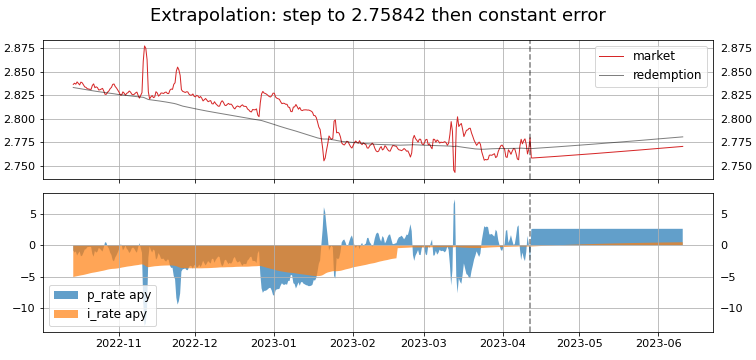 Extrapolation: step to 2.75842 then constant error
2.875 2.875
2.850 2.850
2.825 2.825
2.800 2.800
2.775 2.775
2.750 2.750
market
redemption
5 5
0 0
−5 −5
−10 −10
p_rate apy
i_rate apy
2022-11 2022-12 2023-01 2023-02 2023-03 2023-04 2023-05 2023-06